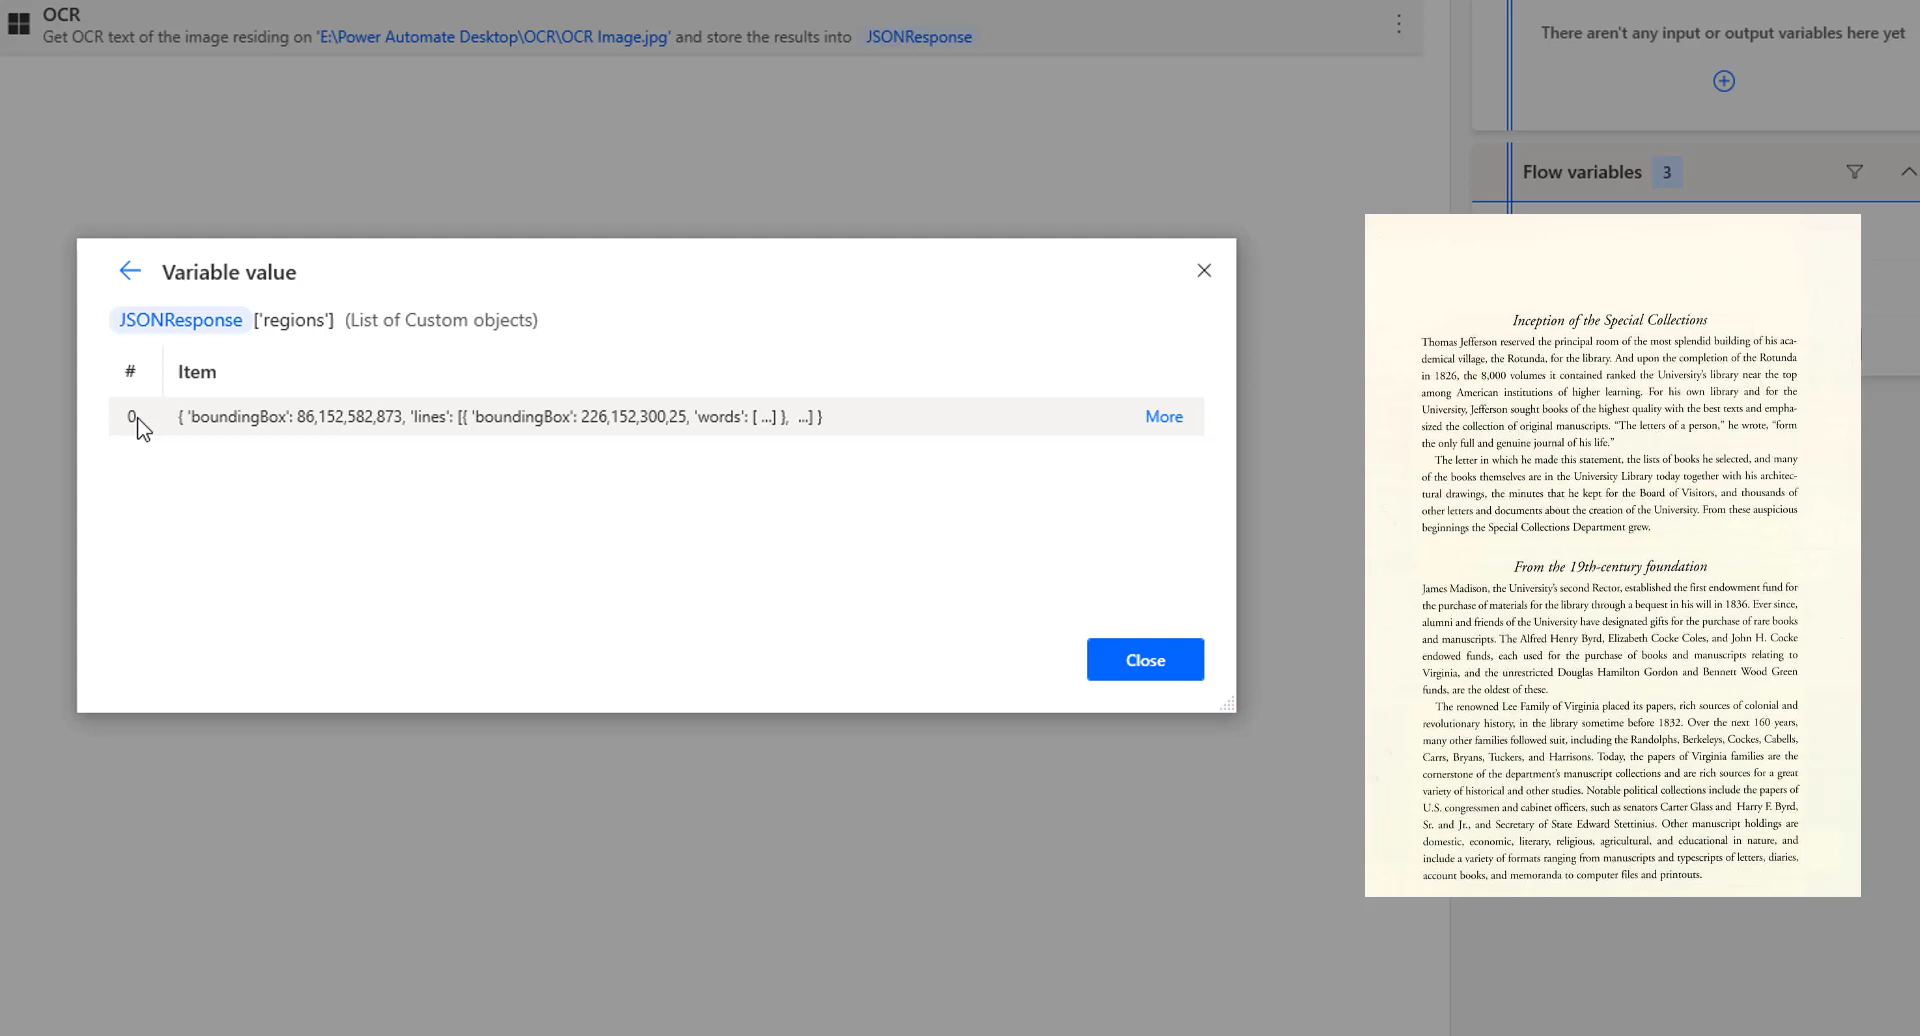 OCR
Get OCR text of the image residing on 'E:\Power Automate Desktop\OCR\OCR Image.jpg' and store the results into JSONResponse
There aren't any input or output variables here yet
Flow variables 3
Variable value
JSONResponse ['regions'] (List of Custom objects)
# Item
0 { 'boundingBox': 86,152,582,873, 'lines': [{ 'boundingBox': 226,152,300,25, 'words': [ ...] }, ...] } More
Close
Inception of the Special Collections
Thomas Jefferson reserved the principal room of the most splendid building of his aca-
demical village, the Rotunda, for the library. And upon the completion of the Rotunda
in 1826, the 8,000 volumes it contained ranked the University's library near the top
among American institutions of higher learning. For his own library and for the
University, Jefferson sought books of the highest quality with the best texts and empha-
sized the collection of original manuscripts. "The letters of a person," he wrote, "form
the only full and genuine journal of his life."
The letter in which he made this statement, the lists of books he selected, and many
of the books themselves are in the University Library today together with his architec-
tural drawings, the minutes that he kept for the Board of Visitors, and thousands of
other letters and documents about the creation of the University. From these auspicious
beginnings the Special Collections Department grew.
From the 19th-century foundation
James Madison, the University's second Rector, established the first endowment fund for
the purchase of materials for the library through a bequest in his will in 1836. Ever since,
alumni and friends of the University have designated gifts for the purchase of rare books
and manuscripts. The Alfred Henry Byrd, Elizabeth Cocke Coles, and John H. Cocke
endowed funds, each used for the purchase of books and manuscripts relating to
Virginia, and the unrestricted Douglas Hamilton Gordon and Bennett Wood Green
funds, are the oldest of these.
The renowned Lee Family of Virginia placed its papers, rich sources of colonial and
revolutionary history, in the library sometime before 1832. Over the next 160 years,
many other families followed suit, including the Randolphs, Berkeleys, Cockes, Cabells,
Carrs, Bryans, Tuckers, and Harrisons. Today, the papers of Virginia families are the
cornerstone of the department's manuscript collections and are rich sources for a great
variety of historical and other studies. Notable political collections include the papers of
U.S. congressmen and cabinet officers, such as senators Carter Glass and Harry F. Byrd,
Sr. and Jr., and Secretary of State Edward Stettinius. Other manuscript holdings are
domestic, economic, literary, religious, agricultural, and educational in nature, and
include a variety of formats ranging from manuscripts and typescripts of letters, diaries,
account books, and memoranda to computer files and printouts.